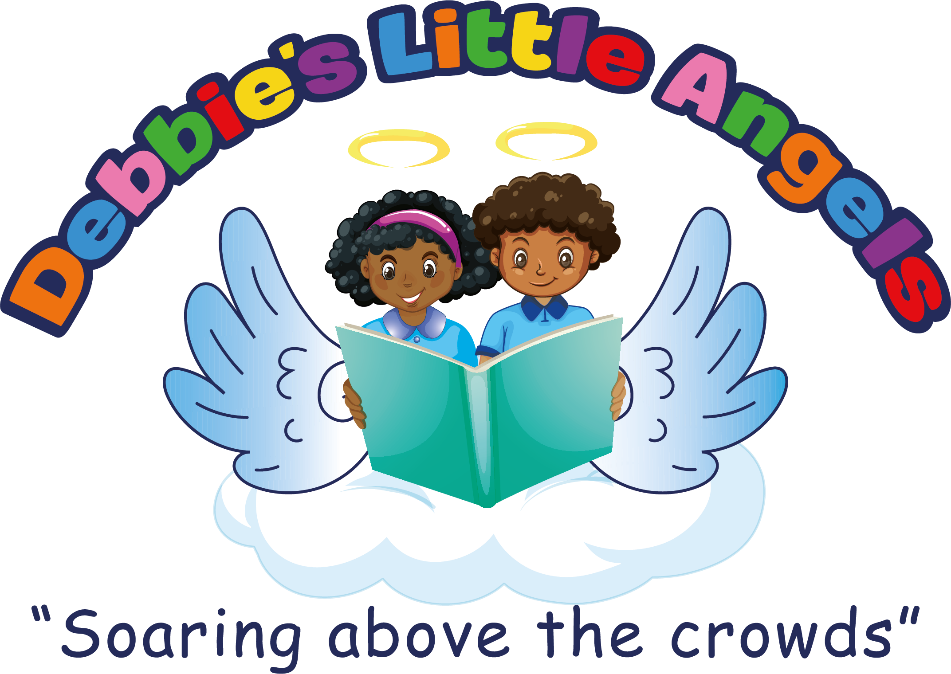 Debbie's Little Angels
“Soaring above the crowds”